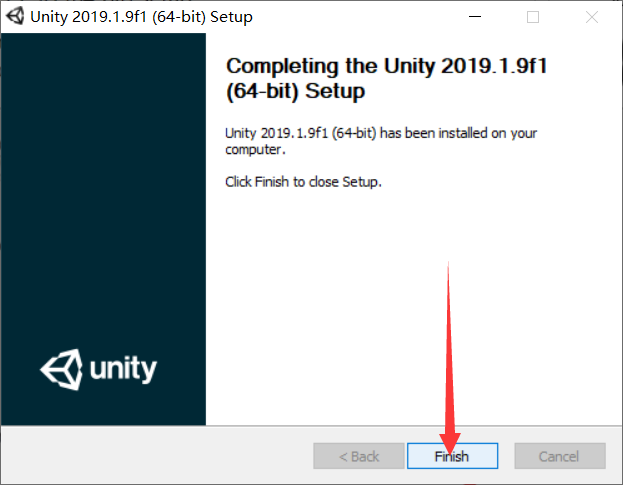 Unity 2019.1.9f1 (64-bit) Setup
Completing the Unity 2019.1.9f1
(64-bit) Setup
Unity 2019.1.9f1 (64-bit) has been installed on your
computer.
Click Finish to close Setup.
unity
< Back
Finish
Cancel